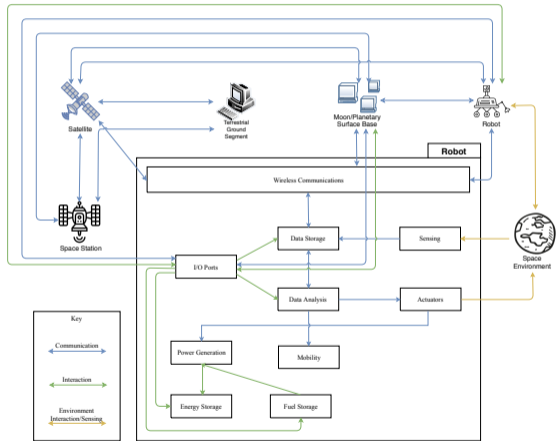 Satellite
Terrestrial
Ground
Segment
Moon/Planetary
Surface Base
Robot
Robot
Wireless Communications
Space Station
Data Storage
Sensing
Space
Environment
I/O Ports
Data Analysis
Actuators
Key
Communication
Interaction
Environment
Interaction/Sensing
Power Generation
Mobility
Energy Storage
Fuel Storage